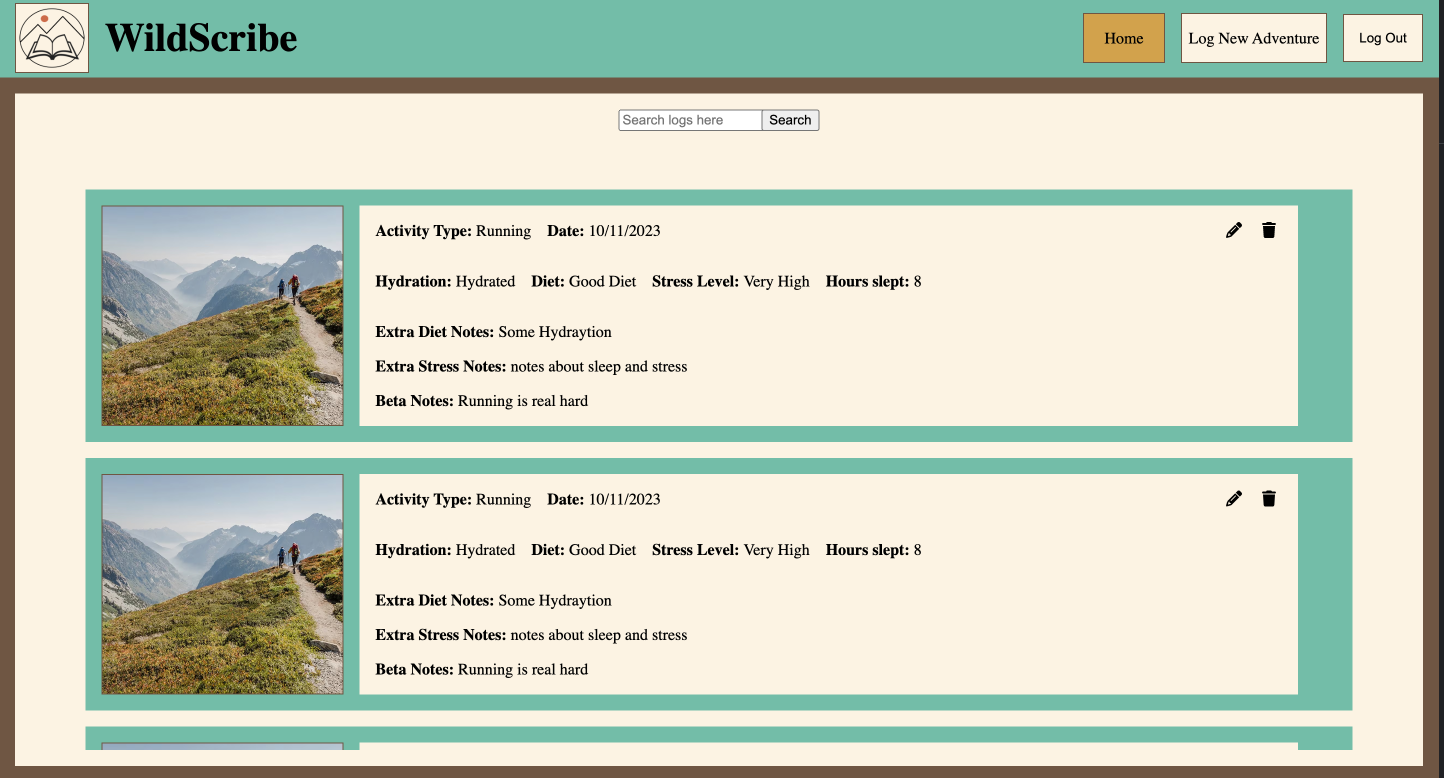 WildScribe
Home
Log New Adventure
Log Out
Search logs here
Search
Activity Type: Running Date: 10/11/2023
Hydration: Hydrated Diet: Good Diet Stress Level: Very High Hours slept: 8
Extra Diet Notes: Some Hydraytion
Extra Stress Notes: notes about sleep and stress
Beta Notes: Running is real hard
Activity Type: Running Date: 10/11/2023
Hydration: Hydrated Diet: Good Diet Stress Level: Very High Hours slept: 8
Extra Diet Notes: Some Hydraytion
Extra Stress Notes: notes about sleep and stress
Beta Notes: Running is real hard